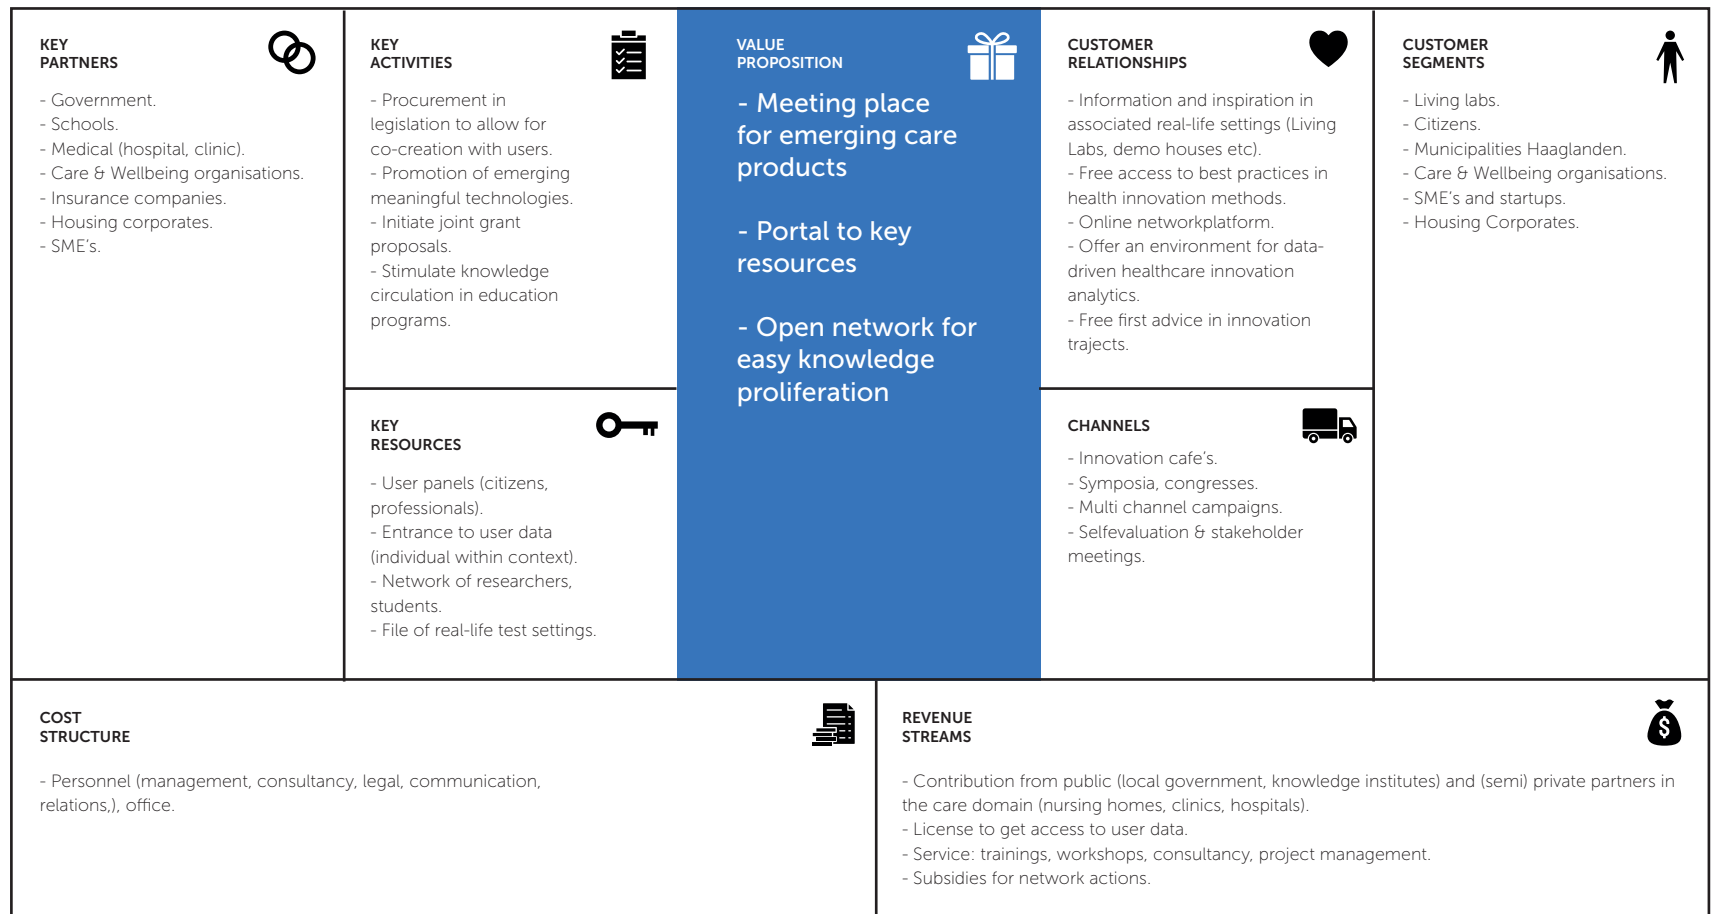 KEY
PARTNERS
- Government.
- Schools.
- Medical (hospital, clinic).
- Care & Wellbeing organisations.
- Insurance companies.
- Housing corporates.
- SME's.
KEY
ACTIVITIES
- Procurement in
legislation to allow for
co-creation with users.
- Promotion of emerging
meaningful technologies.
- Initiate joint grant
proposals.
- Stimulate knowledge
circulation in education
programs.
KEY
RESOURCES
- User panels (citizens,
professionals).
- Entrance to user data
(individual within context).
- Network of researchers,
students.
- File of real-life test settings.
VALUE
PROPOSITION
- Meeting place
for emerging care
products
- Portal to key
resources
- Open network for
easy knowledge
proliferation
CUSTOMER
RELATIONSHIPS
- Information and inspiration in
associated real-life settings (Living
Labs, demo houses etc).
- Free access to best practices in
health innovation methods.
- Online networkplatform.
- Offer an environment for data-
driven healthcare innovation
analytics.
- Free first advice in innovation
trajects.
CHANNELS
- Innovation cafe's.
- Symposia, congresses.
- Multi channel campaigns.
- Selfevaluation & stakeholder
meetings.
CUSTOMER
SEGMENTS
- Living labs.
- Citizens.
- Municipalities Haaglanden.
- Care & Wellbeing organisations.
- SME's and startups.
- Housing Corporates.
COST
STRUCTURE
- Personnel (management, consultancy, legal, communication,
relations,), office.
REVENUE
STREAMS
$
- Contribution from public (local government, knowledge institutes) and (semi) private partners in
the care domain (nursing homes, clinics, hospitals).
- License to get access to user data.
- Service: trainings, workshops, consultancy, project management.
- Subsidies for network actions.